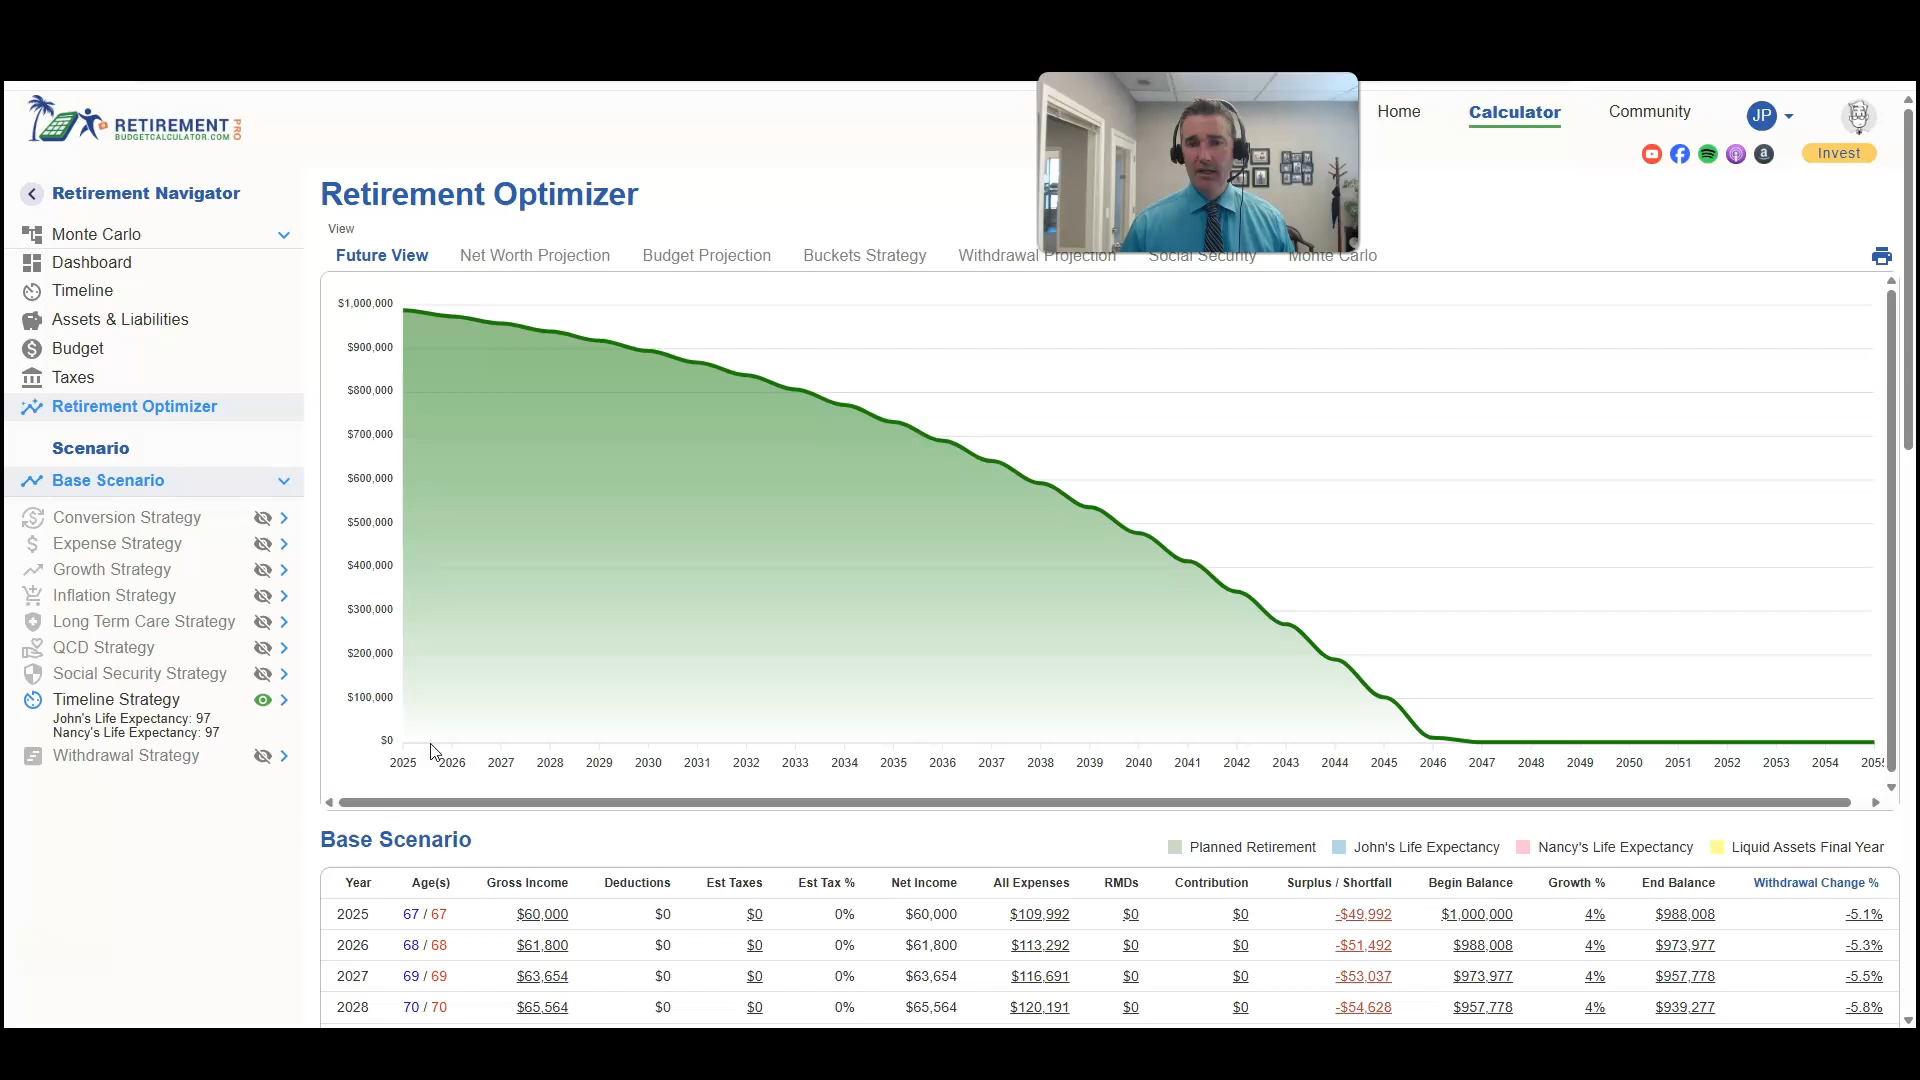 RETIREMENT PRO
BUDGETCALCULATOR.COM
Home
Calculator
Community
JP
a
Invest
Retirement Navigator
Monte Carlo
Dashboard
Timeline
Assets & Liabilities
Budget
Taxes
Retirement Optimizer
Scenario
Base Scenario
Conversion Strategy
Expense Strategy
Growth Strategy
Inflation Strategy
Long Term Care Strategy
QCD Strategy
Social Security Strategy
Timeline Strategy
John's Life Expectancy: 97
Nancy's Life Expectancy: 97
Withdrawal Strategy
Retirement Optimizer
View
Future View Net Worth Projection Budget Projection Buckets Strategy Withdrawal Projection Social Security Monte Carlo
$1,000,000
$900,000
$800,000
$700,000
$600,000
$500,000
$400,000
$300,000
$200,000
$100,000
$0
2025 2026 2027 2028 2029 2030 2031 2032 2033 2034 2035 2036 2037 2038 2039 2040 2041 2042 2043 2044 2045 2046 2047 2048 2049 2050 2051 2052 2053 2054 2055
Base Scenario
Planned Retirement John's Life Expectancy Nancy's Life Expectancy Liquid Assets Final Year
Year Age(s) Gross Income Deductions Est Taxes Est Tax % Net Income All Expenses RMDs Contribution Surplus / Shortfall Begin Balance Growth % End Balance Withdrawal Change %
2025 67 / 67 $60,000 $0 $0 0% $60,000 $109,992 $0 $0 -$49,992 $1,000,000 4% $988,008 -5.1%
2026 68 / 68 $61,800 $0 $0 0% $61,800 $113,292 $0 $0 -$51,492 $988,008 4% $973,977 -5.3%
2027 69 / 69 $63,654 $0 $0 0% $63,654 $116,691 $0 $0 -$53,037 $973,977 4% $957,778 -5.5%
2028 70 / 70 $65,564 $0 $0 0% $65,564 $120,191 $0 $0 -$54,628 $957,778 4% $939,277 -5.8%